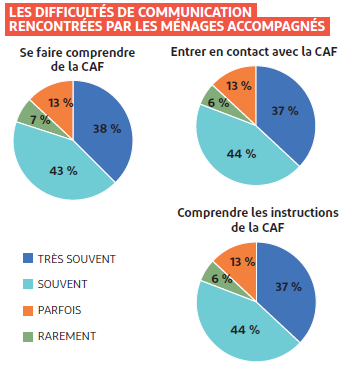 LES DIFFICULTÉS DE COMMUNICATION
RENCONTRÉES PAR LES MÉNAGES ACCOMPAGNÉS
Se faire comprendre
de la CAF
13 %
38 %
7 %
43 %
Entrer en contact avec la CAF
13 %
37 %
6 %
44 %
Comprendre les instructions
de la CAF
13 %
37 %
6 %
44 %
TRÈS SOUVENT
SOUVENT
PARFOIS
RAREMENT